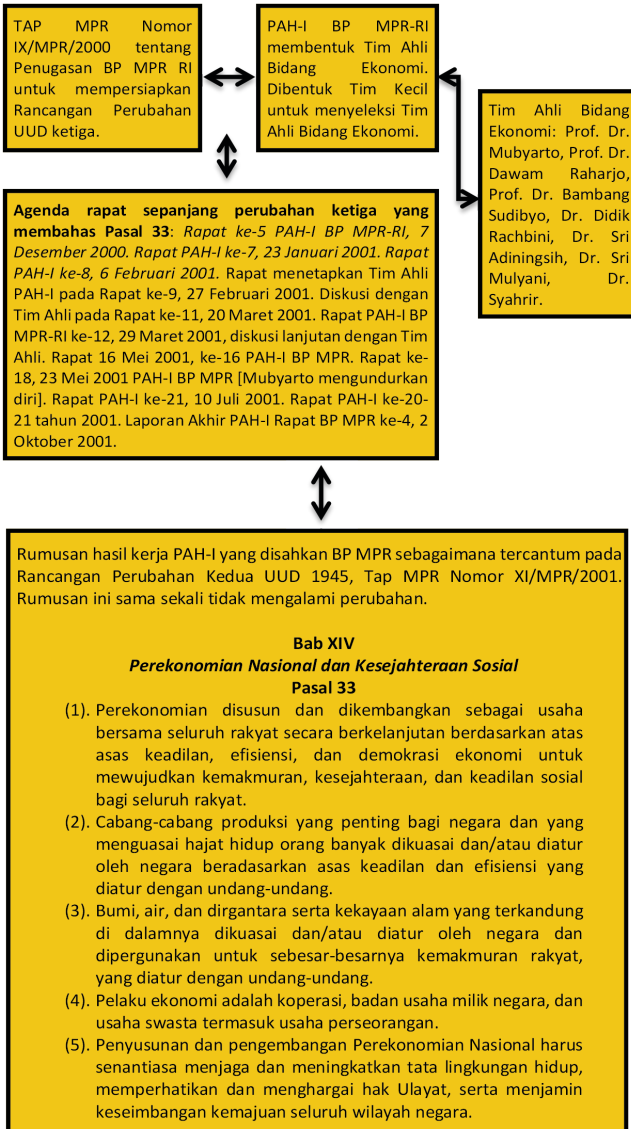 TAP MPR Nomor
IX/MPR/2000 tentang
Penugasan BP MPR RI
untuk mempersiapkan
Rancangan Perubahan
UUD ketiga.
PAH-I BP MPR-RI
membentuk Tim Ahli
Bidang Ekonomi.
Dibentuk Tim Kecil
untuk menyeleksi Tim
Ahli Bidang Ekonomi.
Tim Ahli Bidang
Ekonomi: Prof. Dr.
Mubyarto, Prof. Dr.
Dawam Raharjo,
Prof. Dr. Bambang
Sudibyo, Dr. Didik
Rachbini, Dr. Sri
Adiningsih, Dr. Sri
Mulyani, Dr.
Syahrir.
Agenda rapat sepanjang perubahan ketiga yang
membahas Pasal 33: Rapat ke-5 PAH-I BP MPR-RI, 7
Desember 2000. Rapat PAH-I ke-7, 23 Januari 2001. Rapat
PAH-I ke-8, 6 Februari 2001. Rapat menetapkan Tim Ahli
PAH-I pada Rapat ke-9, 27 Februari 2001. Diskusi dengan
Tim Ahli pada Rapat ke-11, 20 Maret 2001. Rapat PAH-I BP
MPR-RI ke-12, 29 Maret 2001, diskusi lanjutan dengan Tim
Ahli. Rapat 16 Mei 2001, ke-16 PAH-I BP MPR. Rapat ke-
18, 23 Mei 2001 PAH-I BP MPR [Mubyarto mengundurkan
diri]. Rapat PAH-I ke-21, 10 Juli 2001. Rapat PAH-I ke-20-
21 tahun 2001. Laporan Akhir PAH-I Rapat BP MPR ke-4, 2
Oktober 2001.
Rumusan hasil kerja PAH-I yang disahkan BP MPR sebagaimana tercantum pada
Rancangan Perubahan Kedua UUD 1945, Tap MPR Nomor XI/MPR/2001.
Rumusan ini sama sekali tidak mengalami perubahan.
Bab XIV
Perekonomian Nasional dan Kesejahteraan Sosial
Pasal 33
(1). Perekonomian disusun dan dikembangkan sebagai usaha
bersama seluruh rakyat secara berkelanjutan berdasarkan atas
asas keadilan, efisiensi, dan demokrasi ekonomi untuk
mewujudkan kemakmuran, kesejahteraan, dan keadilan sosial
bagi seluruh rakyat.
(2). Cabang-cabang produksi yang penting bagi negara dan yang
menguasai hajat hidup orang banyak dikuasai dan/atau diatur
oleh negara beradasarkan asas keadilan dan efisiensi yang
diatur dengan undang-undang.
(3). Bumi, air, dan dirgantara serta kekayaan alam yang terkandung
di dalamnya dikuasai dan/atau diatur oleh negara dan
dipergunakan untuk sebesar-besarnya kemakmuran rakyat,
yang diatur dengan undang-undang.
(4). Pelaku ekonomi adalah koperasi, badan usaha milik negara, dan
usaha swasta termasuk usaha perseorangan.
(5). Penyusunan dan pengembangan Perekonomian Nasional harus
senantiasa menjaga dan meningkatkan tata lingkungan hidup,
memperhatikan dan menghargai hak Ulayat, serta menjamin
keseimbangan kemajuan seluruh wilayah negara.